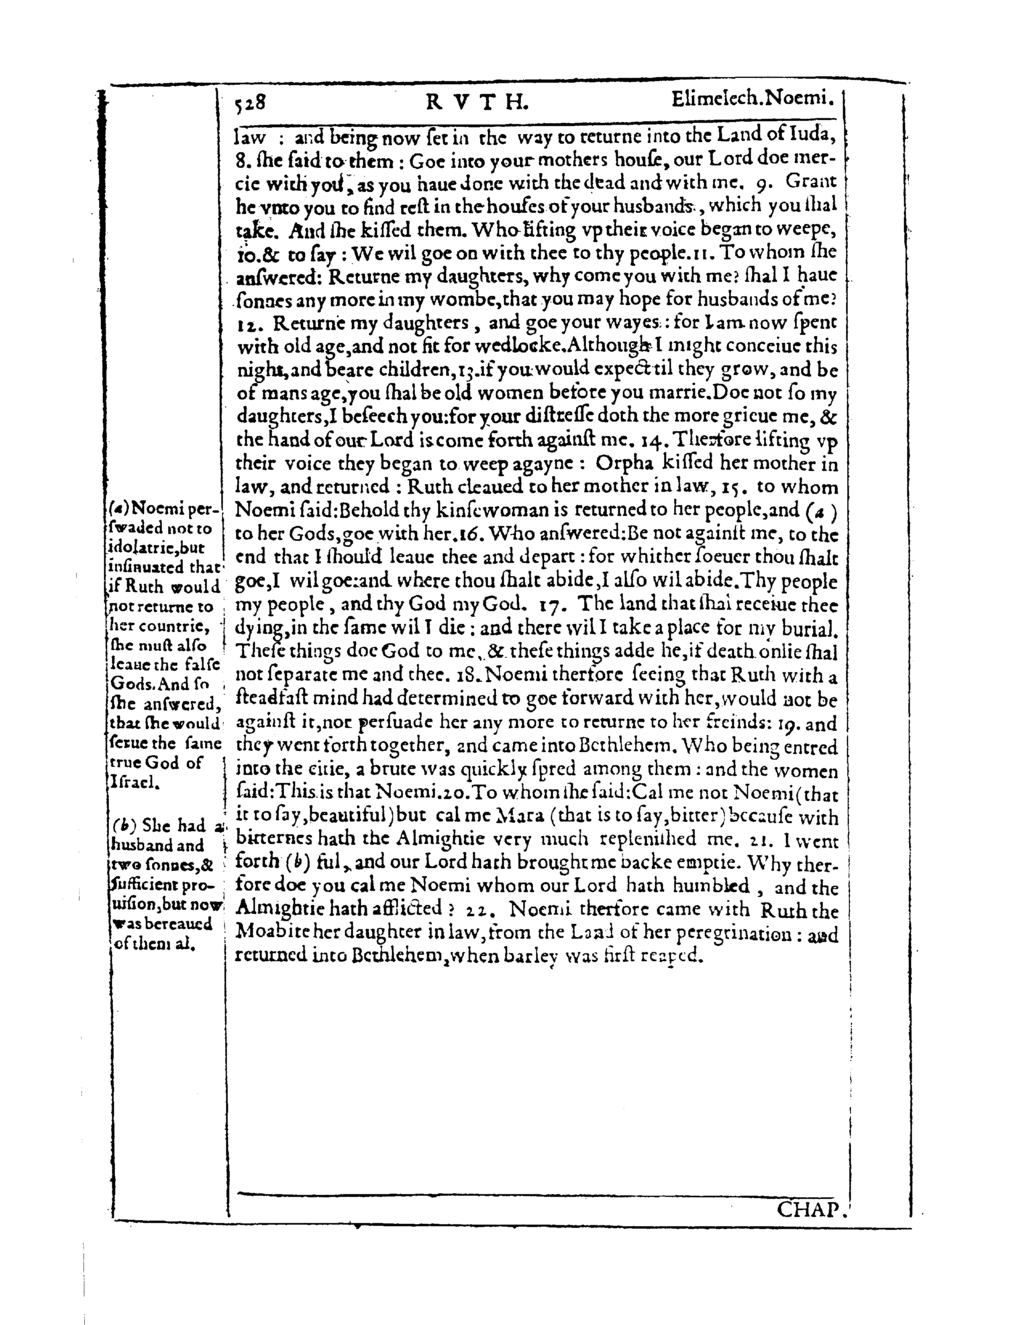 528 RVTH. Elimelech.Noemi.
law : and being now ſet in the way to returne into the Land of Iuda,
8. ſhe ſaid to them : Goe into your mothers houſe, our Lord doe mer-
cie with you, as you haue done with the dead and with me. 9. Grant
he vnto you to find reſt in the houſes of your husbands, which you ſhal
take. And ſhe kiſſed them. Who lifting vp their voice began to weepe,
10.& to ſay : We wil goe on with thee to thy people.11. To whom ſhe
anſwered: Returne my daughters, why come you with me? ſhal I haue
ſonnes any more in my wombe,that you may hope for husbands of me?
12. Returne my daughters , and goe your wayes : for I am now ſpent
with old age,and not fit for wedlocke.Although I might conceiue this
night,and beare children,13.if you would expect til they grow, and be
of mans age,you ſhal be old women before you marrie.Doe not ſo my
daughters,I beſeech you:for your diſtreſſe doth the more grieue me, &
the hand of our Lord is come forth againſt me. 14. Therfore lifting vp
their voice they began to weep agayne : Orpha kiſſed her mother in
law, and returned : Ruth cleaued to her mother in law, 15. to whom
Noemi ſaid:Behold thy kinſewoman is returned to her people,and (a )
to her Gods,goe with her.16. Who anſwered:Be not againſt me, to the
end that I ſhould leaue thee and depart : for whither ſoeuer thou ſhalt
goe,I wil goe:and where thou ſhalt abide,I alſo wil abide.Thy people
my people , and thy God my God. 17. The land that ſhal receiue thee
dying,in the ſame wil I die : and there wil I take a place for my burial.
Theſe things doe God to me, & theſe things adde he,if death onlie ſhal
not ſeparate me and thee. 18. Noemi therfore ſeeing that Ruth with a
ſteadfaſt mind had determined to goe forward with her,would not be
againſt it,nor perſuade her any more to returne to her freinds: 19. and
they went forth together, and came into Bethlehem. Who being entred
into the citie, a brute was quickly ſpred among them : and the women
ſaid:This is that Noemi.20.To whom ſhe ſaid:Cal me not Noemi(that
it to ſay,beautiful)but cal me Mara (that is to ſay,bitter)becauſe with
bitternes hath the Almightie very much repleniſhed me. 21. I went
forth (b) ful, and our Lord hath brought me backe emptie. Why ther-
fore doe you cal me Noemi whom our Lord hath humbled , and the
Almightie hath afflicted ? 22. Noemi therfore came with Ruth the
Moabite her daughter in law,from the Land of her peregrination : and
returned into Bethlehem,when barley was firſt reaped.
(a)Noemi per-
ſwaded not to
idolatrie,but
inſinuated that
if Ruth would
not returne to
her countrie,
ſhe muſt alſo
leaue the falſe
Gods.And ſo
ſhe anſwered,
that ſhe would
ſerue the ſame
true God of
Iſrael.
(b) She had a
husband and
two ſonnes,&
ſufficient pro-
uiſion,but now
was bereaued
of them al.
CHAP.